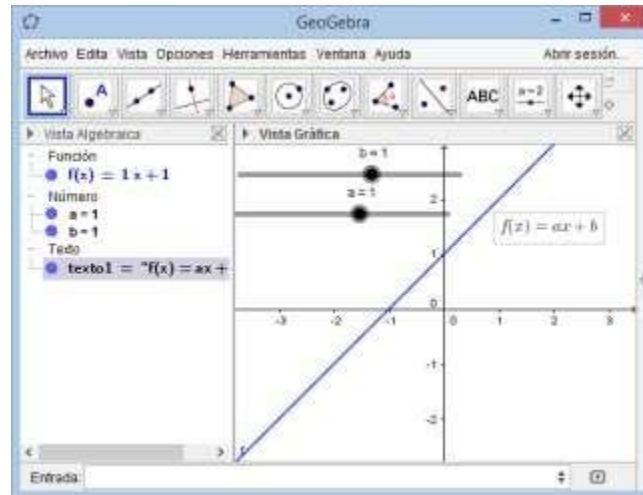 GeoGebra
Archivo Edita Vista Opciones Herramientas Ventana Ayuda Abrir sesión...
ABC a=2
Vista Algebraica
Vista Gráfica
Función
f(x) = 1 x + 1
Número
a = 1
b = 1
Texto
texto1 = "f(x) = ax +
b = 1
a = 1
f(x) = ax + b
2
1
0
-3 -2 -1 0 1 2 3
-1
-2
f
Entrada: